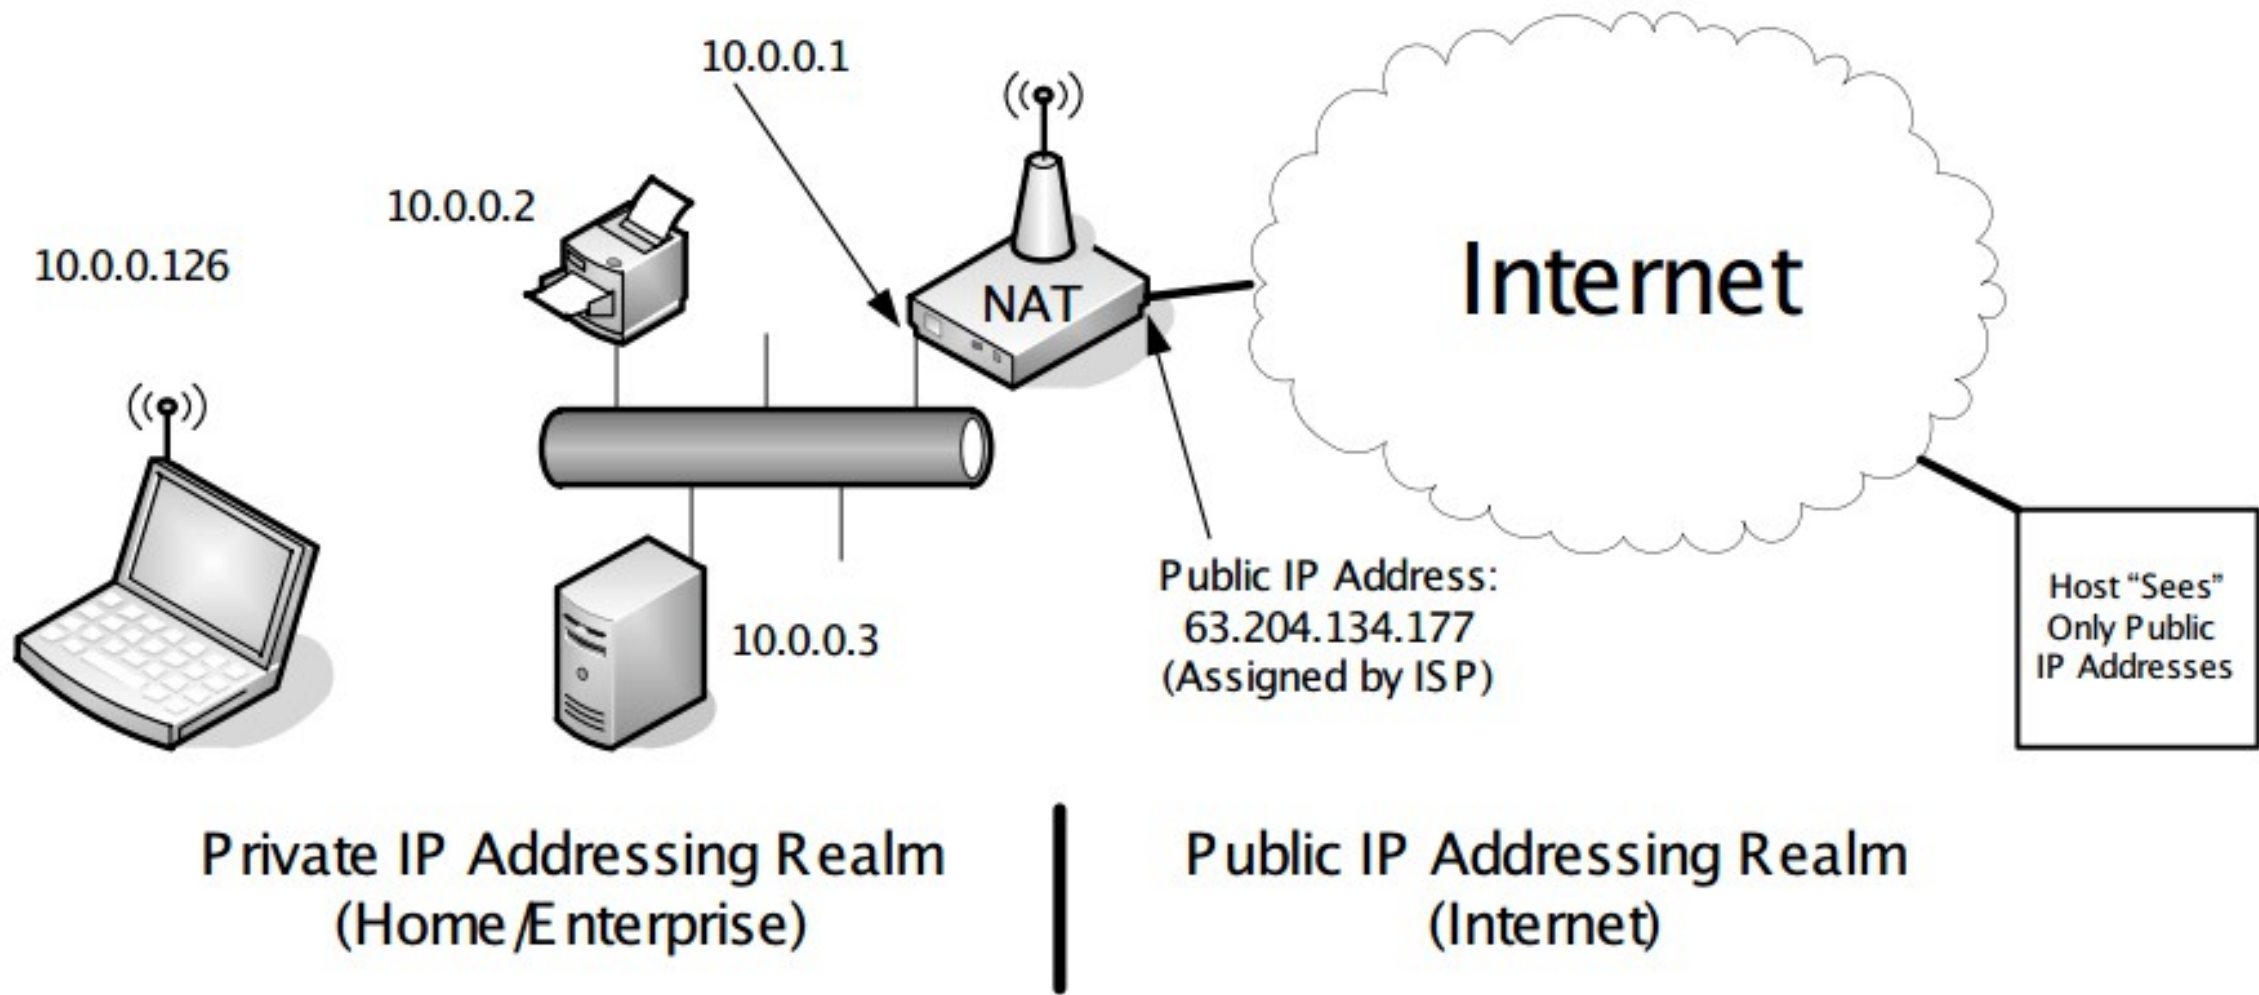 10.0.0.1
10.0.0.2
10.0.0.126
NAT
Internet
10.0.0.3
Public IP Address:
63.204.134.177
(Assigned by ISP)
Host “Sees”
Only Public
IP Addresses
Private IP Addressing Realm
(Home/Enterprise)
Public IP Addressing Realm
(Internet)